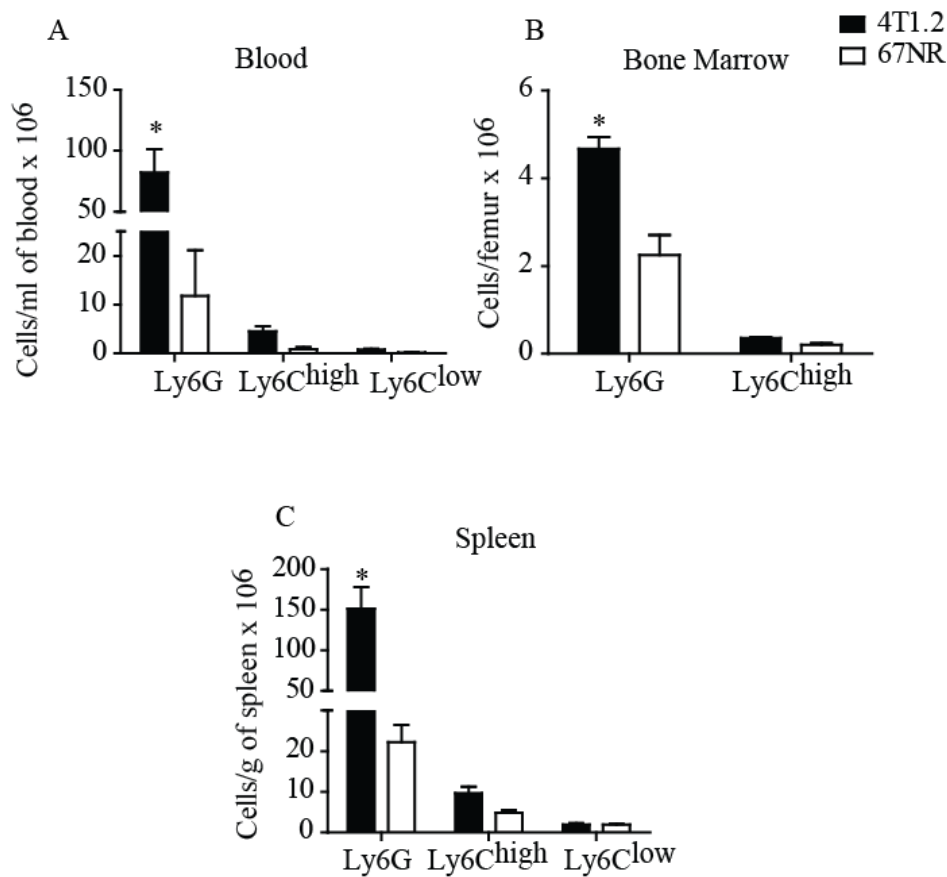 A
Blood
Cells/ml of blood x 10⁶
150
100
50
20
10
0
Ly6G Ly6Chigh Ly6Clow
B
Bone Marrow
4T1.2
67NR
Cells/femur x 10⁶
6
4
2
0
*
*
Ly6G Ly6Chigh
C
Spleen
Cells/g of spleen x 10⁶
200
150
100
50
20
10
0
*
Ly6G Ly6Chigh Ly6Clow